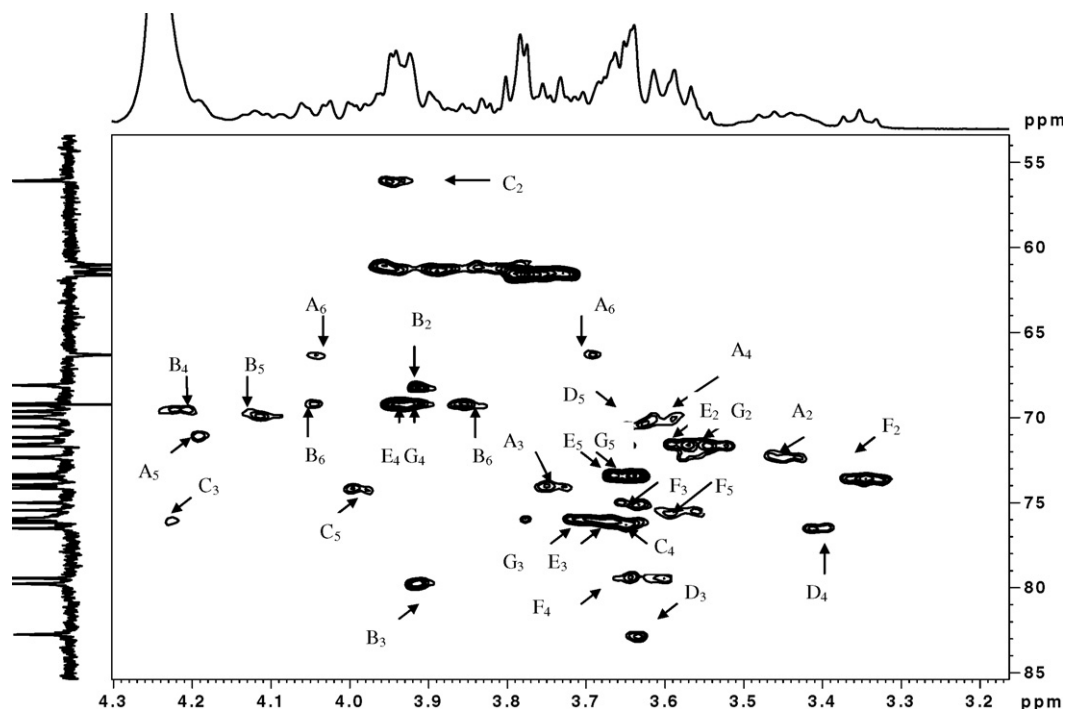 ppm
55
C₂
60
A₆
A₆
B₂
65
B₄
B₅
A₄
D₅
E₂ G₂
A₂
F₂
70
A₅
B₆
E₄ G₄
B₆
A₃
E₅
G₅
C₃
C₅
F₃
F₅
75
G₃
E₃
C₄
D₄
F₄
D₃
80
B₃
85
4.3 4.2 4.1 4.0 3.9 3.8 3.7 3.6 3.5 3.4 3.3 3.2 ppm